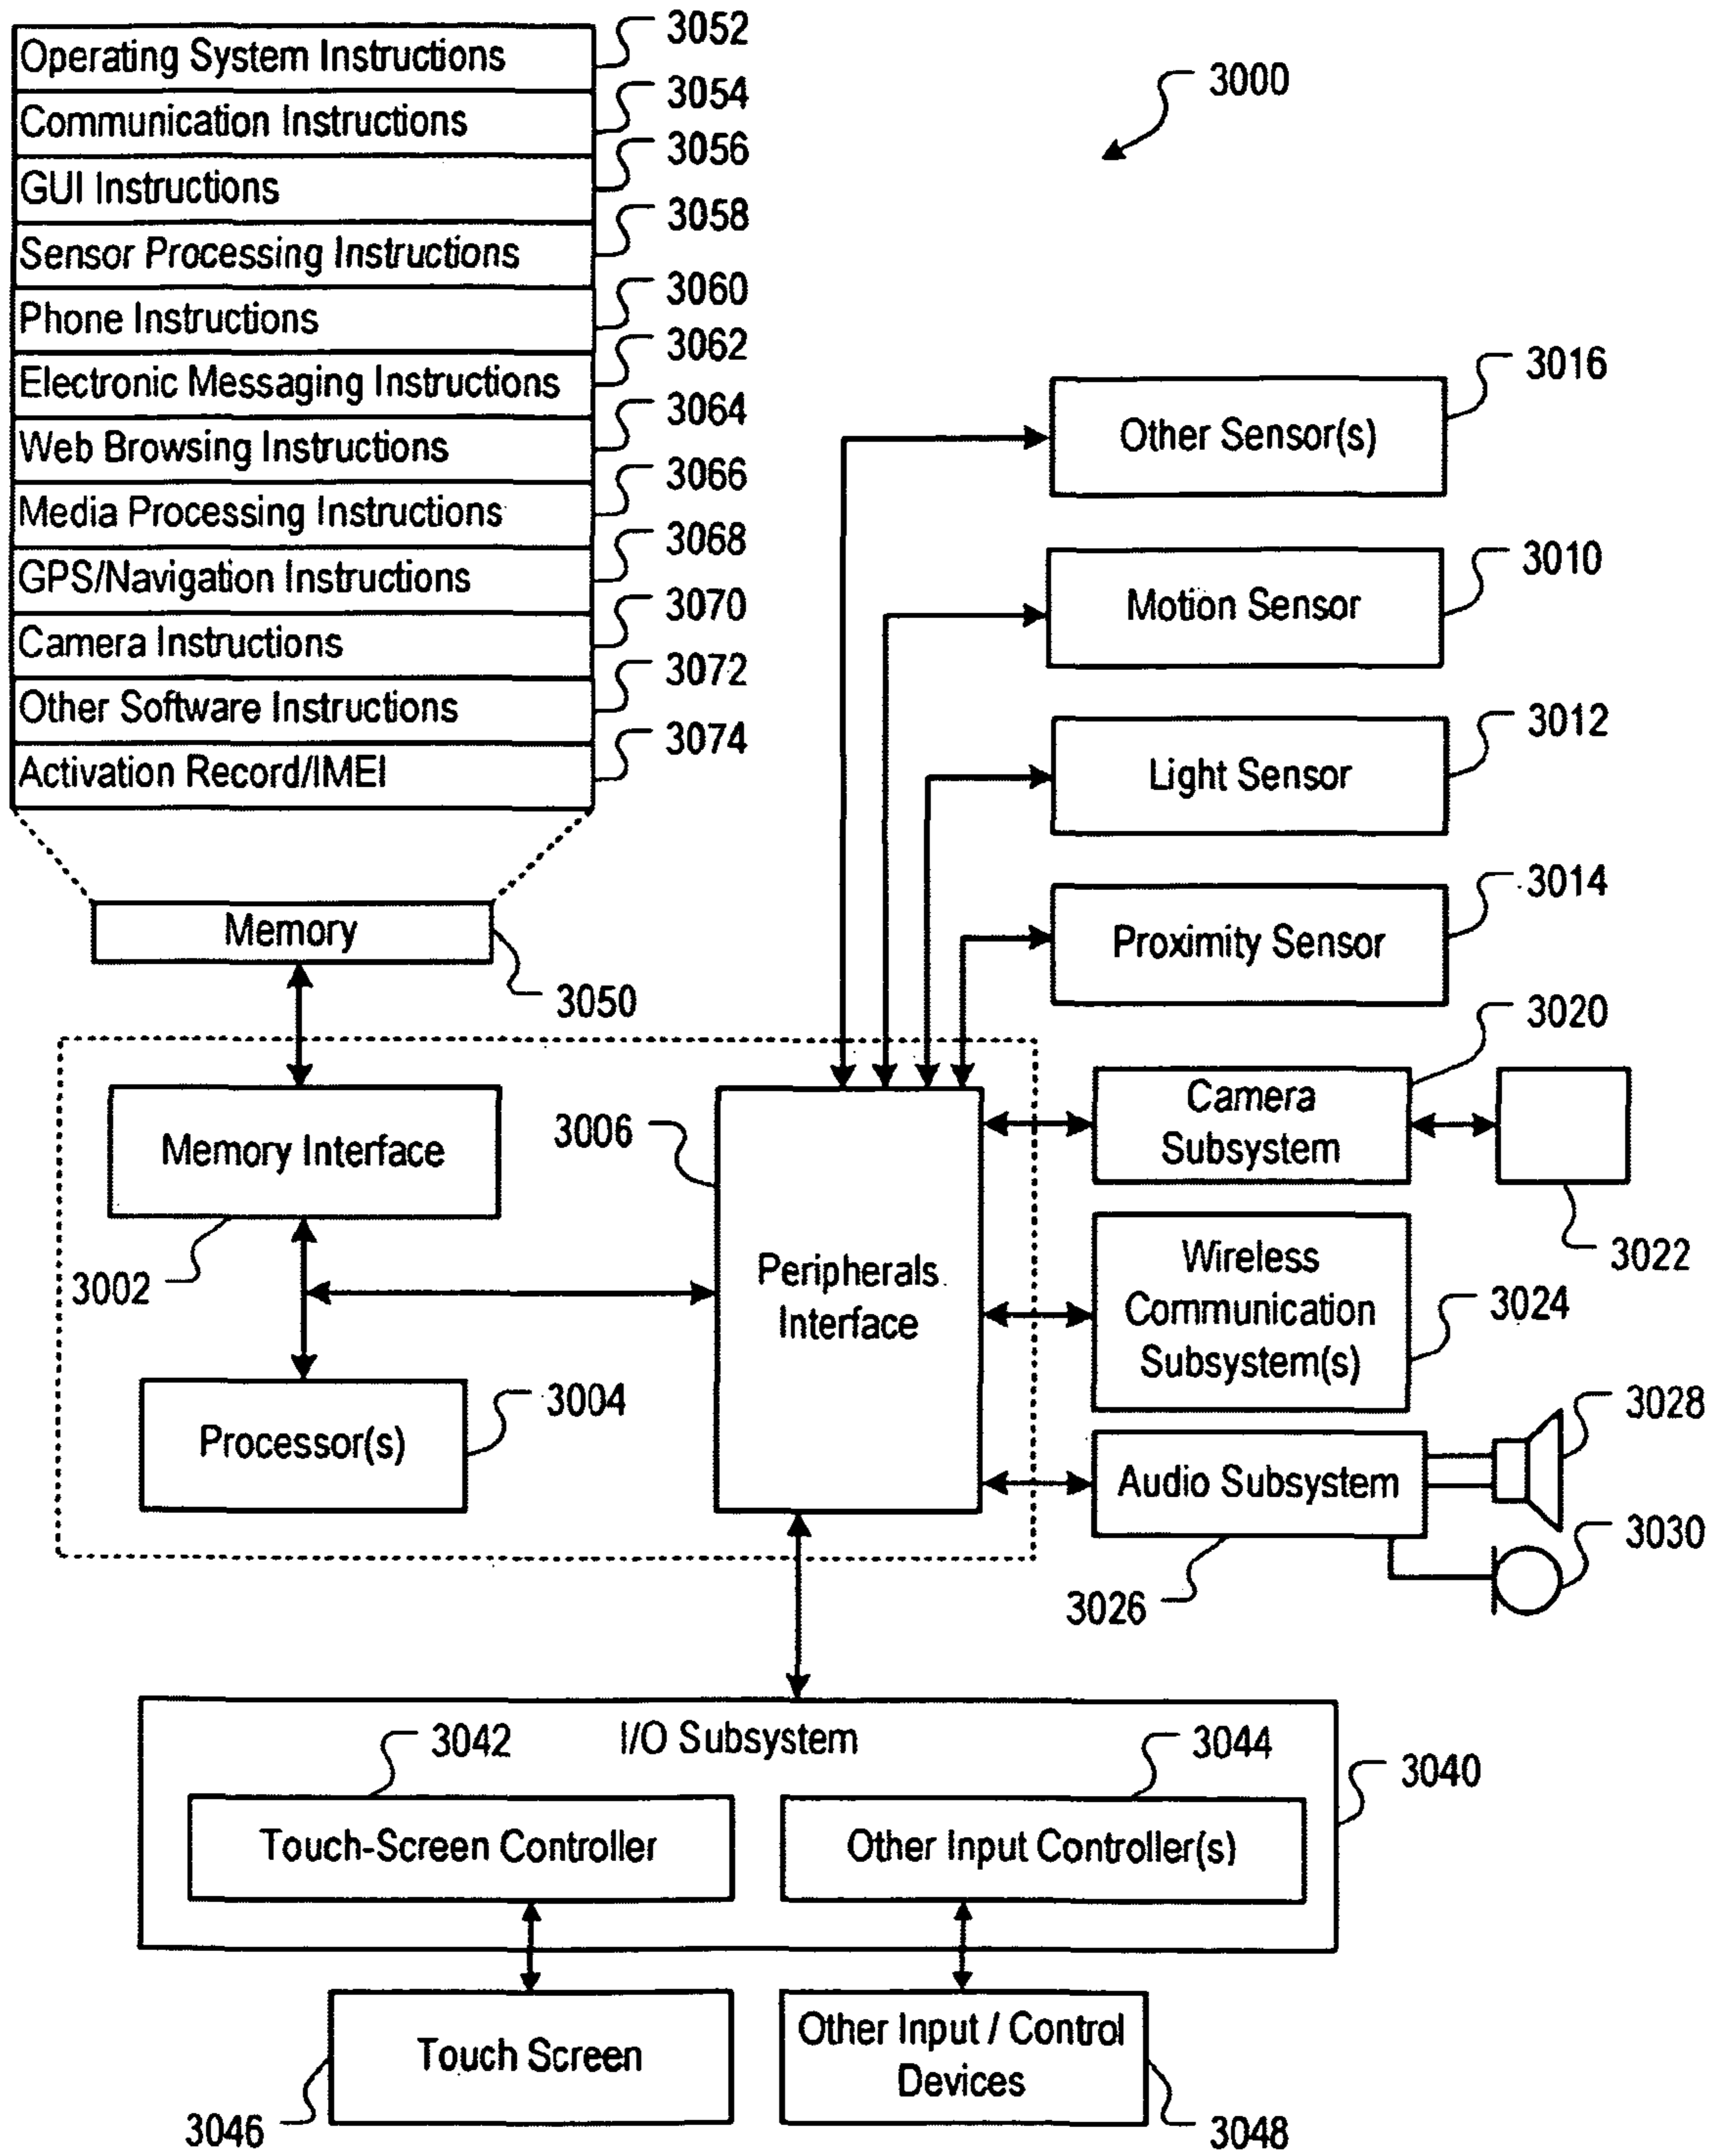 Operating System Instructions
3052
Communication Instructions
3054
GUI Instructions
3056
Sensor Processing Instructions
3058
Phone Instructions
3060
Electronic Messaging Instructions
3062
Web Browsing Instructions
3064
Media Processing Instructions
3066
GPS/Navigation Instructions
3068
Camera Instructions
3070
Other Software Instructions
3072
Activation Record/IMEI
3074
3000
Other Sensor(s)
3016
Motion Sensor
3010
Light Sensor
3012
Proximity Sensor
3014
Memory
3050
Memory Interface
3002
3006
Peripherals
Interface
Processor(s)
3004
Camera
Subsystem
3020
3022
Wireless
Communication
Subsystem(s)
3024
Audio Subsystem
3026
3028
3030
I/O Subsystem
3040
3042
Touch-Screen Controller
3044
Other Input Controller(s)
Touch Screen
3046
Other Input / Control
Devices
3048